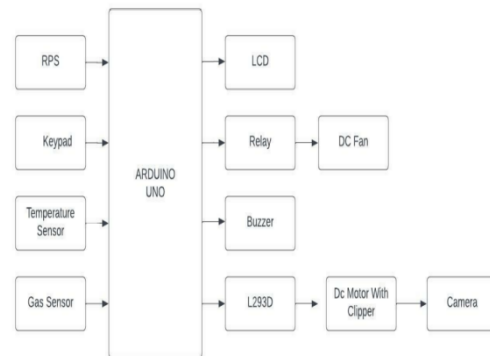 RPS
LCD
Keypad
Relay
DC Fan
ARDUINO
UNO
Temperature
Sensor
Buzzer
Gas Sensor
L293D
Dc Motor With
Clipper
Camera